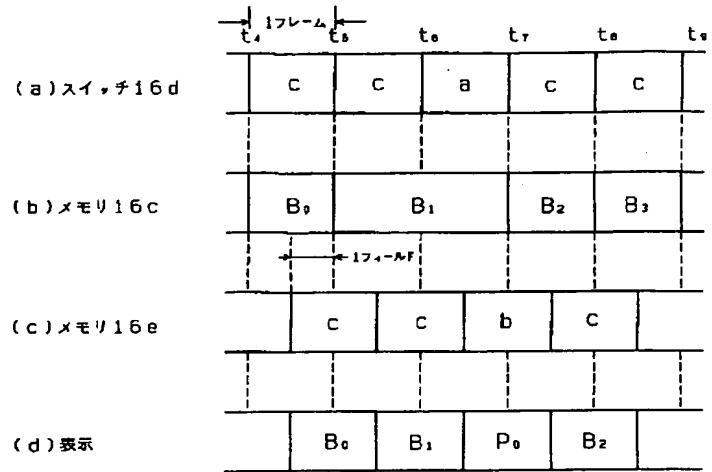 1フレーム
t4 t5 t6 t7 t8 t9
(a)スイッチ16d c c a c c
(b)メモリ16c B0 B1 B2 B3
1フィールド
(c)メモリ16e c c b c
(d)表示 B0 B1 P0 B2